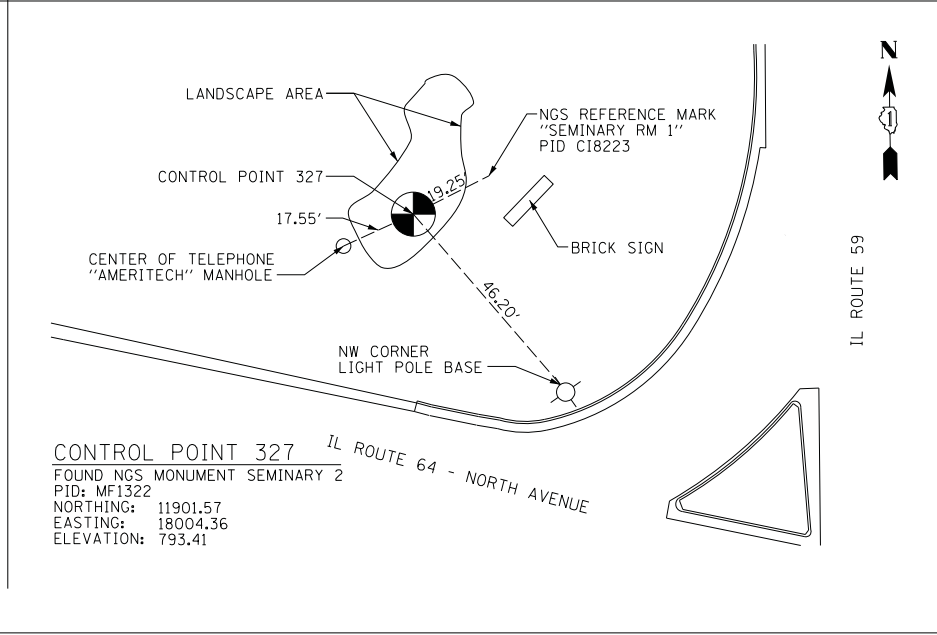 N
1
LANDSCAPE AREA
NGS REFERENCE MARK
"SEMINARY RM 1"
PID CI8223
CONTROL POINT 327
19.25'
17.55'
BRICK SIGN
CENTER OF TELEPHONE
"AMERITECH" MANHOLE
46.20'
IL ROUTE 59
NW CORNER
LIGHT POLE BASE
IL ROUTE 64 - NORTH AVENUE
CONTROL POINT 327
FOUND NGS MONUMENT SEMINARY 2
PID: MF1322
NORTHING: 11901.57
EASTING: 18004.36
ELEVATION: 793.41